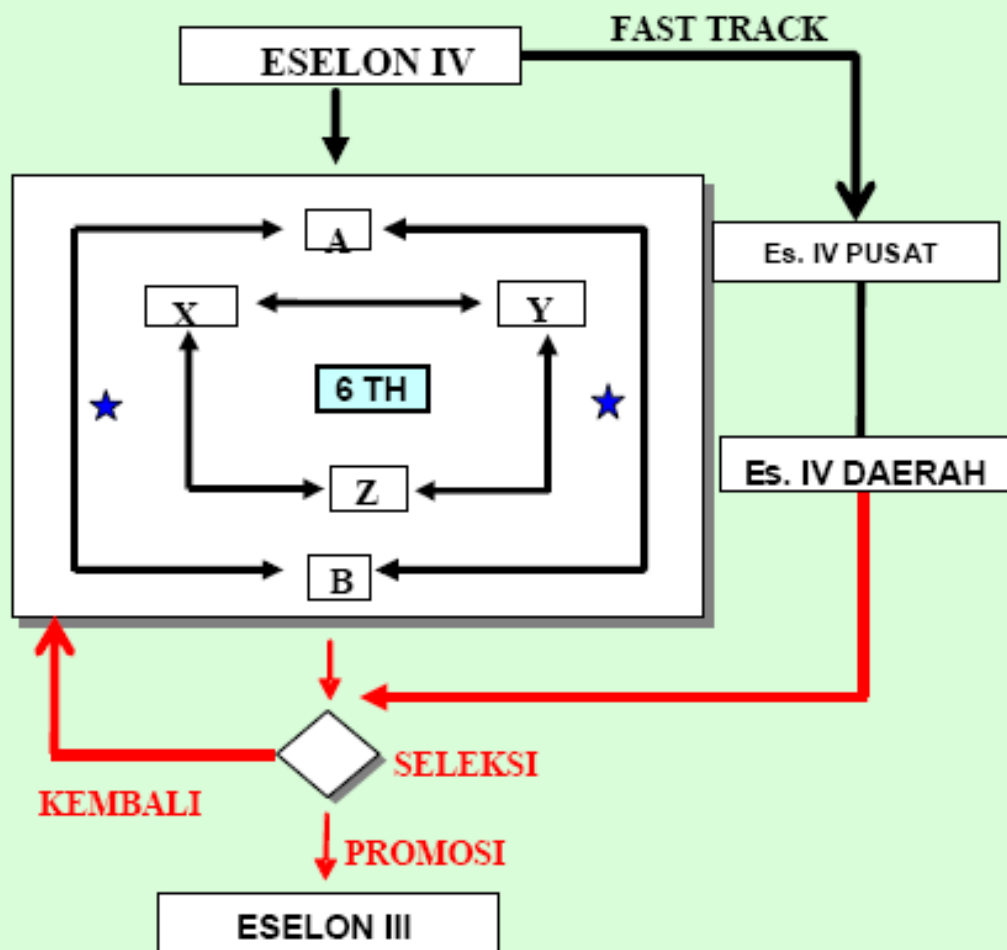 FAST TRACK
ESELON IV
A
Es. IV PUSAT
X
Y
6 TH
Es. IV DAERAH
Z
B
SELEKSI
KEMBALI
PROMOSI
ESELON III